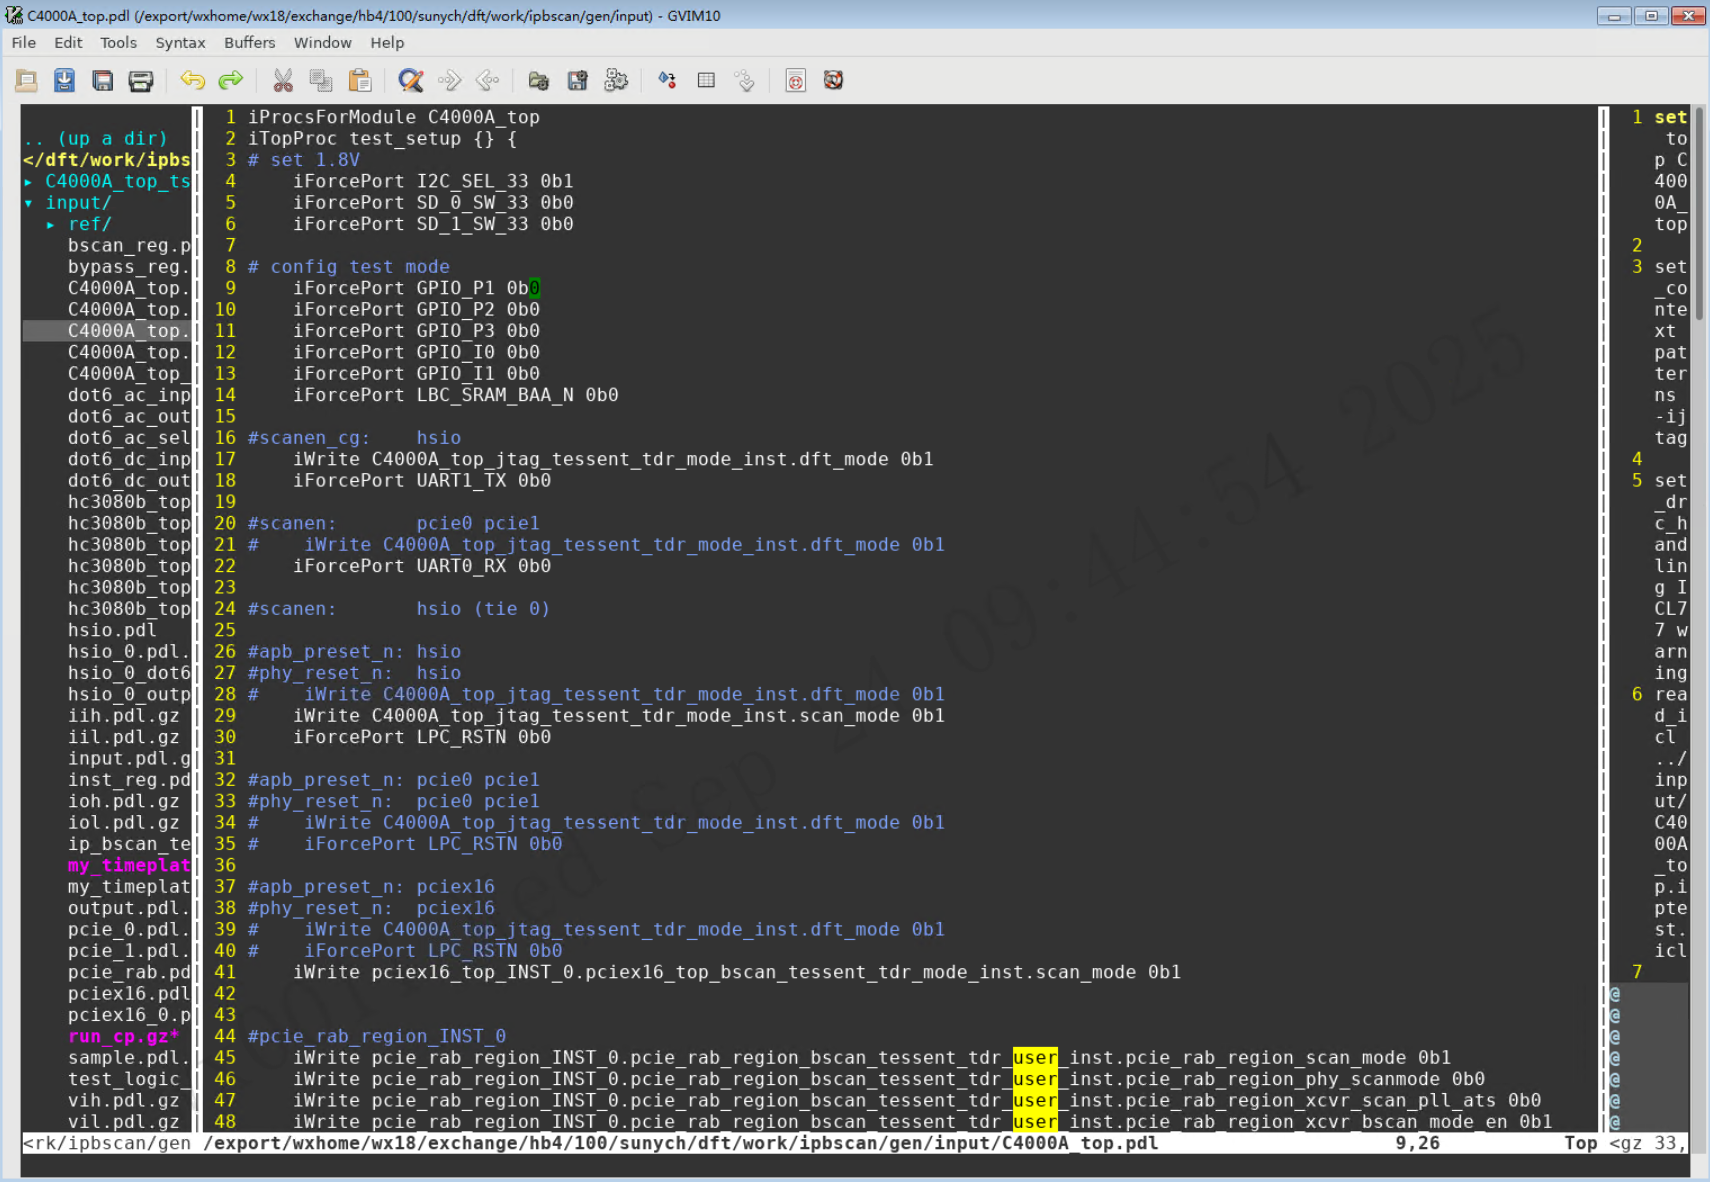 C4000A_top.pdl (/export/wxhome/wx18/exchange/hb4/100/sunych/dft/work/ipbscan/gen/input) - GVIM10
File Edit Tools Syntax Buffers Window Help
.. (up a dir)
</dft/work/ipbs
▸ C4000A_top_ts
▾ input/
▸ ref/
bscan_reg.p
bypass_reg.
C4000A_top.
C4000A_top.
C4000A_top.
C4000A_top.
C4000A_top_
dot6_ac_inp
dot6_ac_out
dot6_ac_sel
dot6_dc_inp
dot6_dc_out
hc3080b_top
hc3080b_top
hc3080b_top
hc3080b_top
hc3080b_top
hc3080b_top
hsio.pdl
hsio_0.pdl.
hsio_0_dot6
hsio_0_outp
iih.pdl.gz
iil.pdl.gz
input.pdl.g
inst_reg.pd
ioh.pdl.gz
iol.pdl.gz
ip_bscan_te
my_timeplat
my_timeplat
output.pdl.
pcie_0.pdl.
pcie_1.pdl.
pcie_rab.pd
pciex16.pdl
pciex16_0.p
run_cp.gz*
sample.pdl.
test_logic_
vih.pdl.gz
vil.pdl.gz
1 iProcsForModule C4000A_top
2 iTopProc test_setup {} {
3 # set 1.8V
4     iForcePort I2C_SEL_33 0b1
5     iForcePort SD_0_SW_33 0b0
6     iForcePort SD_1_SW_33 0b0
7
8 # config test mode
9     iForcePort GPIO_P1 0b0
10     iForcePort GPIO_P2 0b0
11     iForcePort GPIO_P3 0b0
12     iForcePort GPIO_I0 0b0
13     iForcePort GPIO_I1 0b0
14     iForcePort LBC_SRAM_BAA_N 0b0
15
16 #scanen_cg:    hsio
17     iWrite C4000A_top_jtag_tessent_tdr_mode_inst.dft_mode 0b1
18     iForcePort UART1_TX 0b0
19
20 #scanen:       pcie0 pcie1
21 #    iWrite C4000A_top_jtag_tessent_tdr_mode_inst.dft_mode 0b1
22     iForcePort UART0_RX 0b0
23
24 #scanen:       hsio (tie 0)
25
26 #apb_preset_n: hsio
27 #phy_reset_n:  hsio
28 #    iWrite C4000A_top_jtag_tessent_tdr_mode_inst.dft_mode 0b1
29     iWrite C4000A_top_jtag_tessent_tdr_mode_inst.scan_mode 0b1
30     iForcePort LPC_RSTN 0b0
31
32 #apb_preset_n: pcie0 pcie1
33 #phy_reset_n:  pcie0 pcie1
34 #    iWrite C4000A_top_jtag_tessent_tdr_mode_inst.dft_mode 0b1
35 #    iForcePort LPC_RSTN 0b0
36
37 #apb_preset_n: pciex16
38 #phy_reset_n:  pciex16
39 #    iWrite C4000A_top_jtag_tessent_tdr_mode_inst.dft_mode 0b1
40 #    iForcePort LPC_RSTN 0b0
41     iWrite pciex16_top_INST_0.pciex16_top_bscan_tessent_tdr_mode_inst.scan_mode 0b1
42
43
44 #pcie_rab_region_INST_0
45     iWrite pcie_rab_region_INST_0.pcie_rab_region_bscan_tessent_tdr_user_inst.pcie_rab_region_scan_mode 0b1
46     iWrite pcie_rab_region_INST_0.pcie_rab_region_bscan_tessent_tdr_user_inst.pcie_rab_region_phy_scanmode 0b0
47     iWrite pcie_rab_region_INST_0.pcie_rab_region_bscan_tessent_tdr_user_inst.pcie_rab_region_xcvr_scan_pll_ats 0b0
48     iWrite pcie_rab_region_INST_0.pcie_rab_region_bscan_tessent_tdr_user_inst.pcie_rab_region_xcvr_bscan_mode_en 0b1
1 set
_to
p C
400
0A_
top
2
3 set
_co
nte
xt
pat
ter
ns
-ij
tag
4
5 set
_dr
c_h
and
lin
g I
CL7
7 w
arn
ing
6 rea
d_i
cl
../
inp
ut/
C40
00A
_to
p.i
pte
st.
icl
7
@
@
@
@
@
@
@
<rk/ipbscan/gen /export/wxhome/wx18/exchange/hb4/100/sunych/dft/work/ipbscan/gen/input/C4000A_top.pdl 9,26 Top <gz 33,
Sep 24 09:44:54 2025